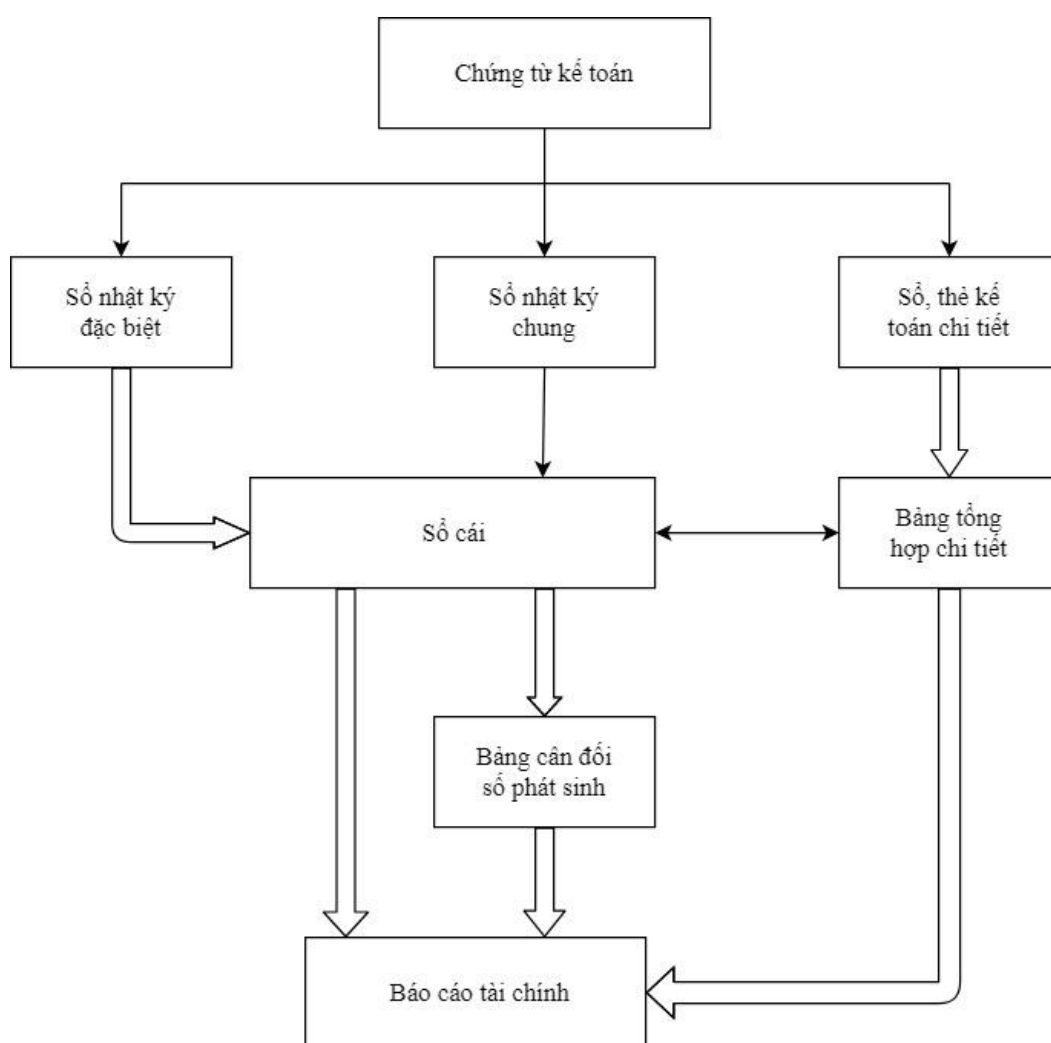 Chứng từ kế toán
Sổ nhật ký
đặc biệt
Sổ nhật ký
chung
Sổ, thẻ kế
toán chi tiết
Sổ cái
Bảng tổng
hợp chi tiết
Bảng cân đối
số phát sinh
Báo cáo tài chính